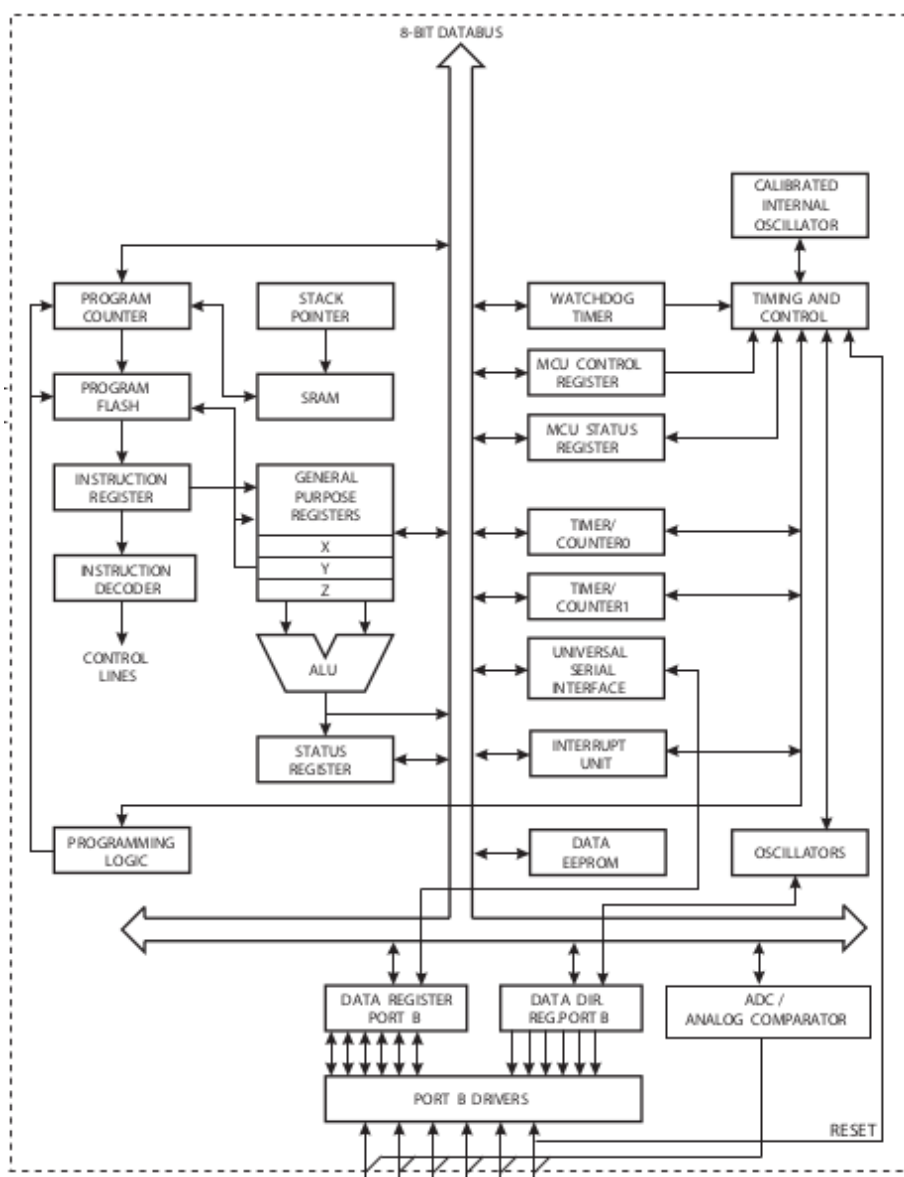 8-BIT DATABUS
CALIBRATED
INTERNAL
OSCILLATOR
PROGRAM
COUNTER
STACK
POINTER
WATCHDOG
TIMER
TIMING AND
CONTROL
PROGRAM
FLASH
SRAM
MCU CONTROL
REGISTER
MCU STATUS
REGISTER
INSTRUCTION
REGISTER
GENERAL
PURPOSE
REGISTERS
X
Y
Z
INSTRUCTION
DECODER
TIMER/
COUNTER0
TIMER/
COUNTER1
CONTROL
LINES
ALU
UNIVERSAL
SERIAL
INTERFACE
STATUS
REGISTER
INTERRUPT
UNIT
PROGRAMMING
LOGIC
DATA
EEPROM
OSCILLATORS
DATA REGISTER
PORT B
DATA DIR.
REG.PORT B
ADC /
ANALOG COMPARATOR
PORT B DRIVERS
RESET